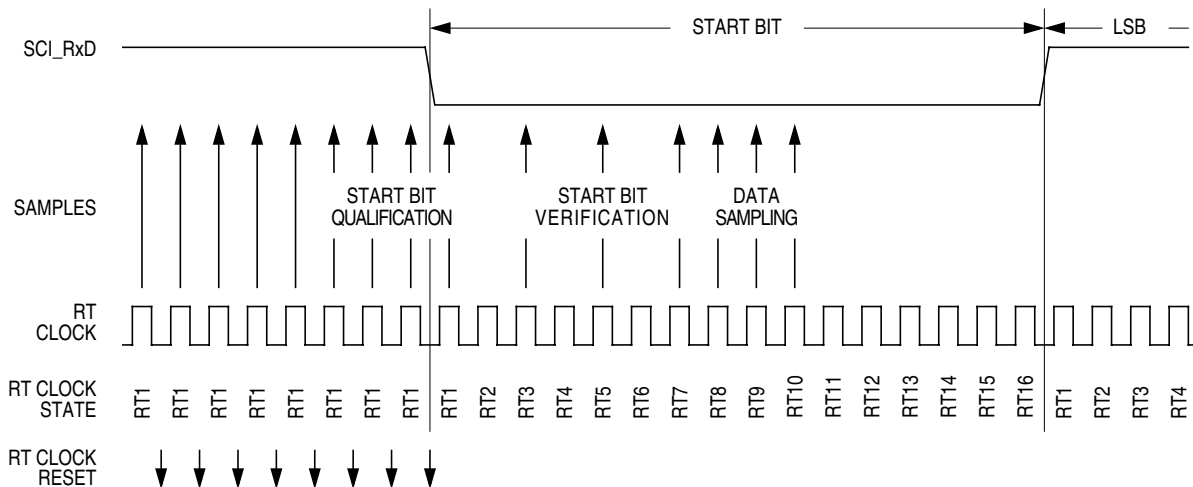 START BIT
LSB
SCI_RxD
SAMPLES
START BIT
QUALIFICATION
START BIT
VERIFICATION
DATA
SAMPLING
RT
CLOCK
RT CLOCK
STATE
RT1 RT1 RT1 RT1 RT1 RT1 RT1 RT1 RT1 RT2 RT3 RT4 RT5 RT6 RT7 RT8 RT9 RT10 RT11 RT12 RT13 RT14 RT15 RT16 RT1 RT2 RT3 RT4
RT CLOCK
RESET